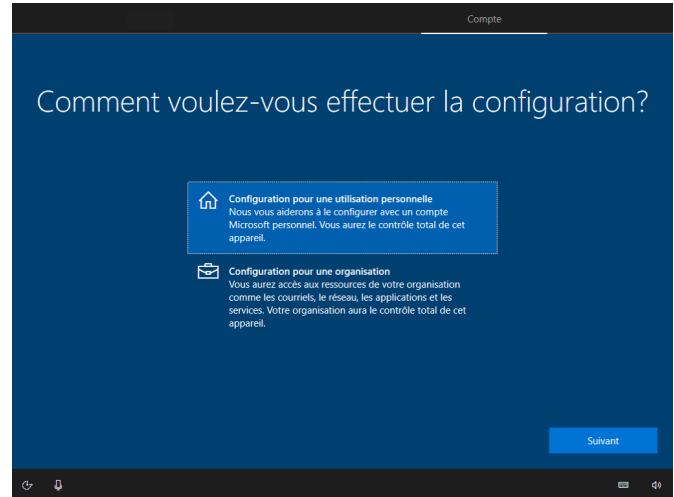 Compte
Comment voulez-vous effectuer la configuration?
Configuration pour une utilisation personnelle
Nous vous aiderons à le configurer avec un compte
Microsoft personnel. Vous aurez le contrôle total de cet
appareil.
Configuration pour une organisation
Vous aurez accès aux ressources de votre organisation
comme les courriels, le réseau, les applications et les
services. Votre organisation aura le contrôle total de cet
appareil.
Suivant